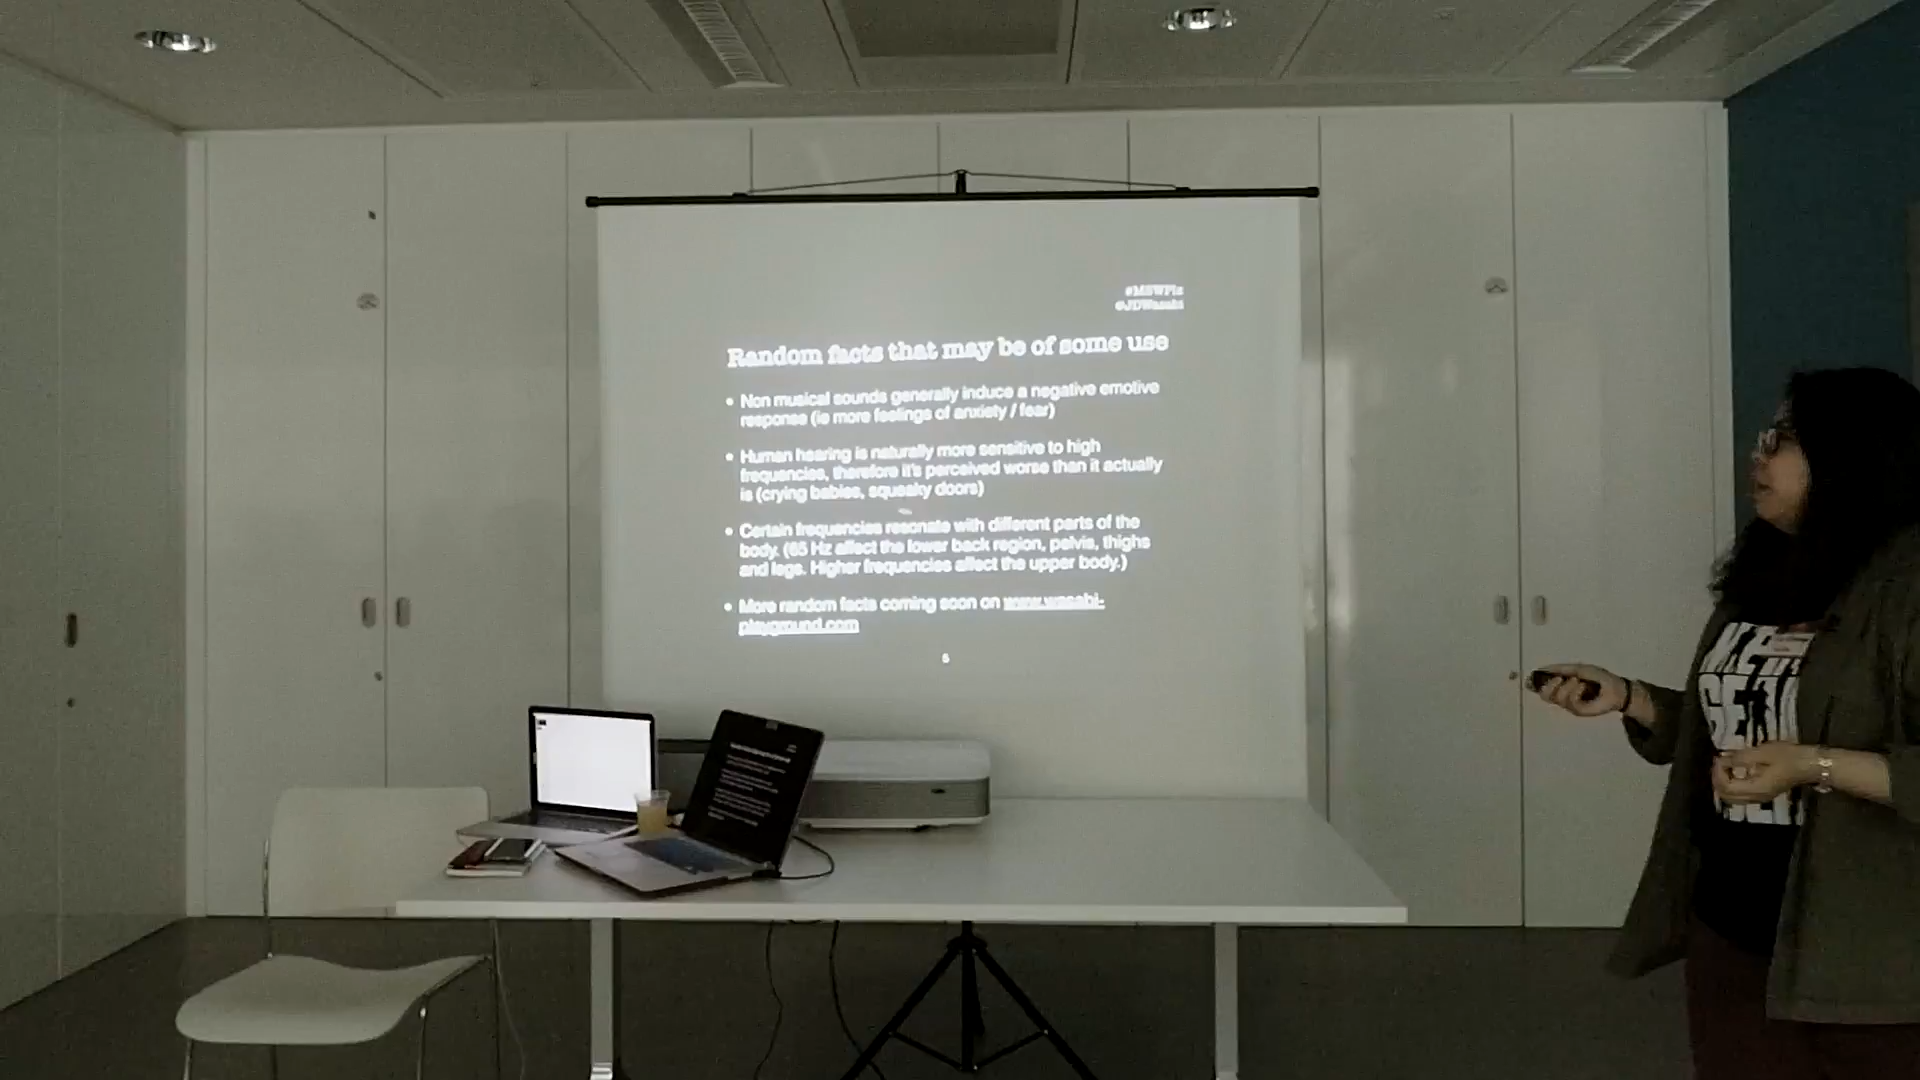 #MSWPlz
@JDWasabi
Random facts that may be of some use
• Non musical sounds generally induce a negative emotive
response (ie more feelings of anxiety / fear)
• Human hearing is naturally more sensitive to high
frequencies, therefore it's perceived worse than it actually
is (crying babies, squeaky doors)
• Certain frequencies resonate with different parts of the
body. (65 Hz affect the lower back region, pelvis, thighs
and legs. Higher frequencies affect the upper body.)
• More random facts coming soon on www.wasabi-
playground.com